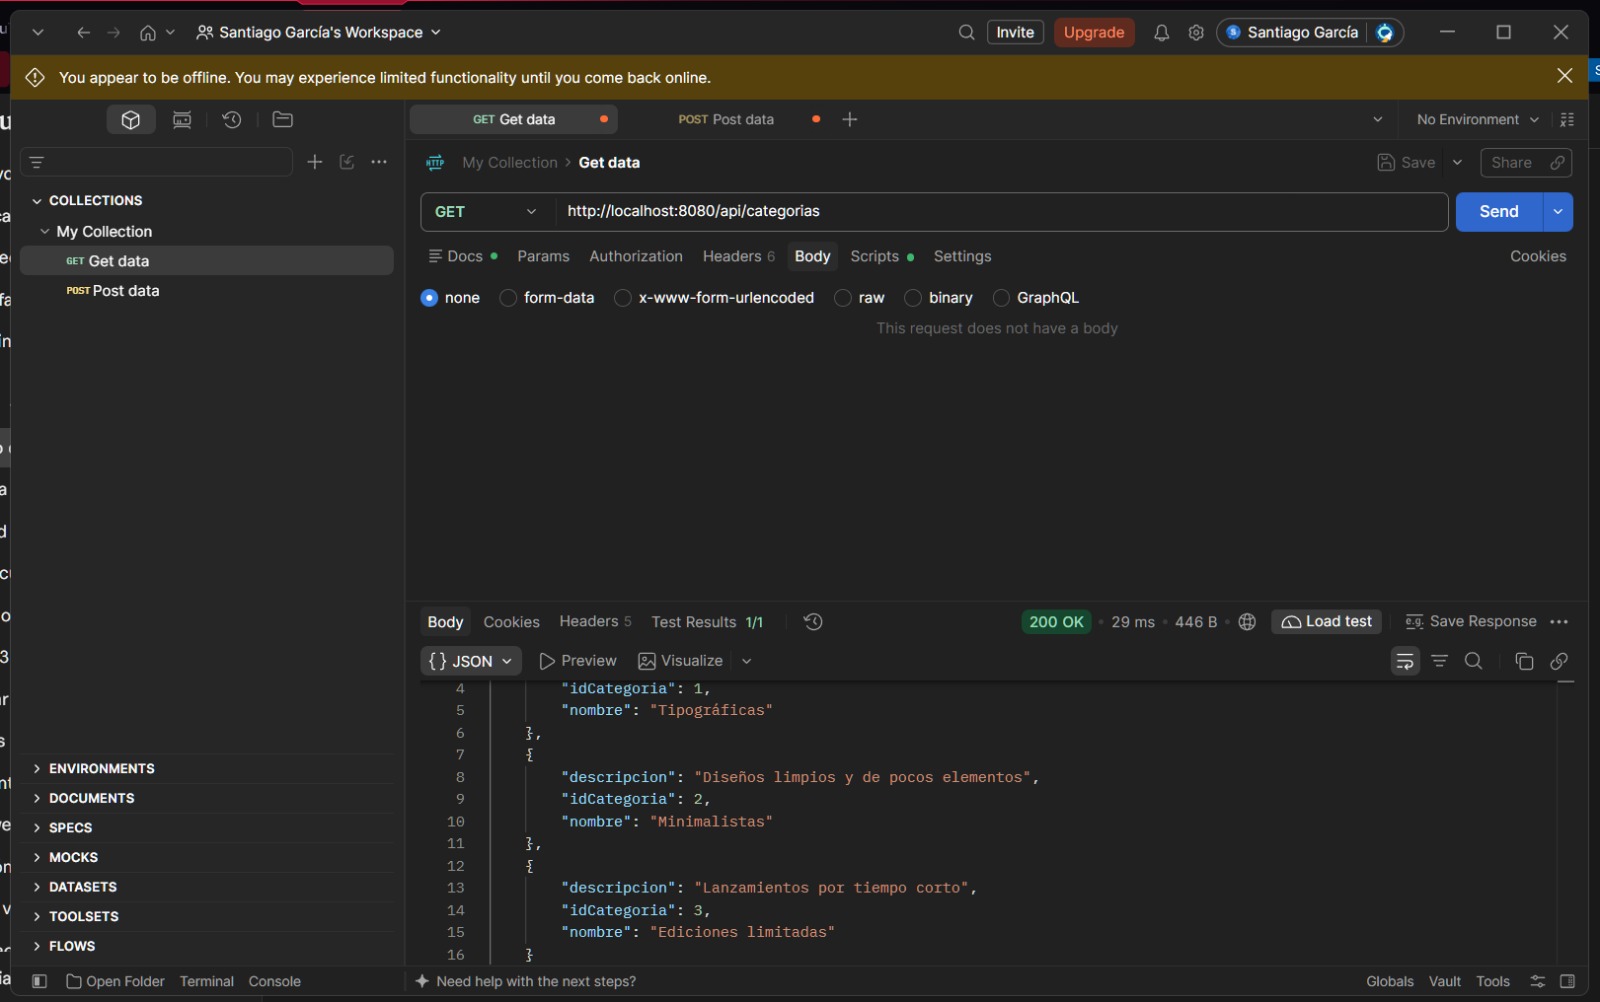 Santiago García's Workspace
Invite
Upgrade
Santiago García
You appear to be offline. You may experience limited functionality until you come back online.
GET Get data
POST Post data
No Environment
My Collection > Get data
Save
Share
COLLECTIONS
My Collection
GET Get data
POST Post data
GET
http://localhost:8080/api/categorias
Send
Docs
Params
Authorization
Headers 6
Body
Scripts
Settings
Cookies
none
form-data
x-www-form-urlencoded
raw
binary
GraphQL
This request does not have a body
Body
Cookies
Headers 5
Test Results 1/1
200 OK
29 ms
446 B
Load test
e.g. Save Response
{} JSON
Preview
Visualize
4 "idCategoria": 1,
5 "nombre": "Tipográficas"
6 },
7 {
8 "descripcion": "Diseños limpios y de pocos elementos",
9 "idCategoria": 2,
10 "nombre": "Minimalistas"
11 },
12 {
13 "descripcion": "Lanzamientos por tiempo corto",
14 "idCategoria": 3,
15 "nombre": "Ediciones limitadas"
16 }
ENVIRONMENTS
DOCUMENTS
SPECS
MOCKS
DATASETS
TOOLSETS
FLOWS
Open Folder
Terminal
Console
Need help with the next steps?
Globals
Vault
Tools